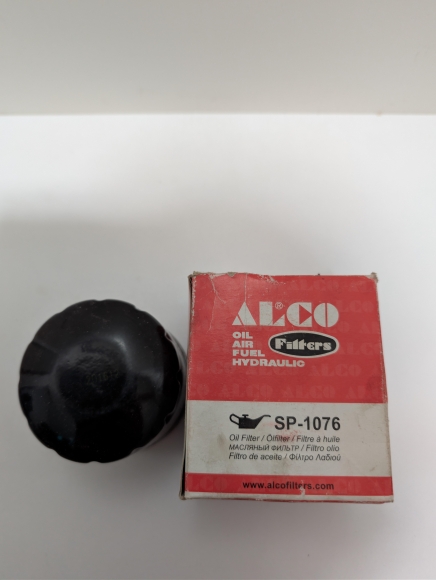 ALCO®
OIL
AIR
FUEL
HYDRAULIC
Filters
SP-1076
Oil Filter / Ölfilter / Filtre à huile
МАСЛЯНЫЙ ФИЛЬТР / Filtro olio
Filtro de aceite / Φίλτρο Λαδιού
www.alcofilters.com